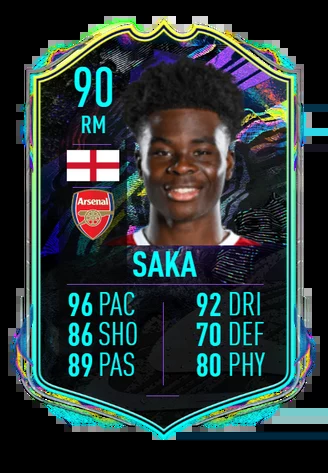 90
RM
Arsenal
SAKA
96 PAC 92 DRI
86 SHO 70 DEF
89 PAS 80 PHY